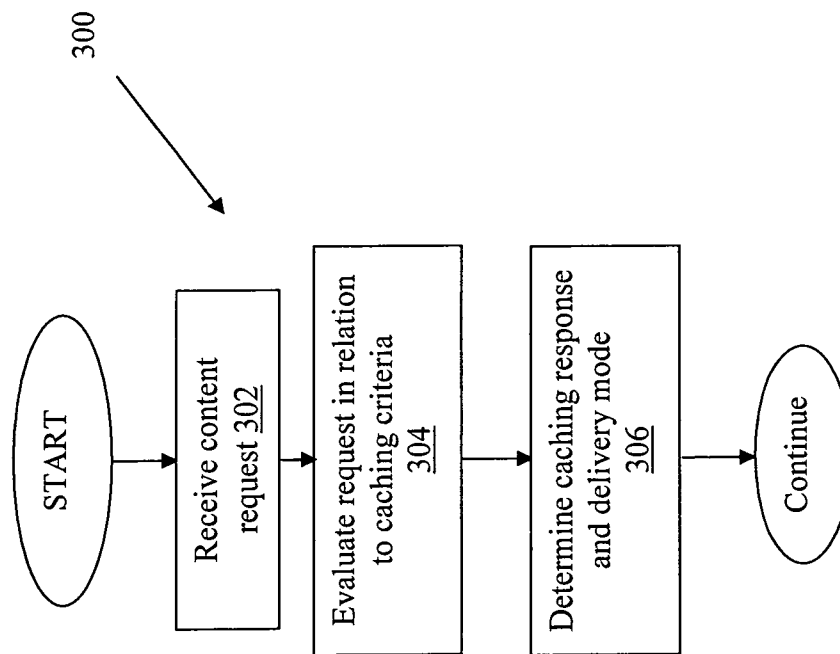 300
START
Receive content
request 302
Evaluate request in relation
to caching criteria
304
Determine caching response
and delivery mode
306
Continue